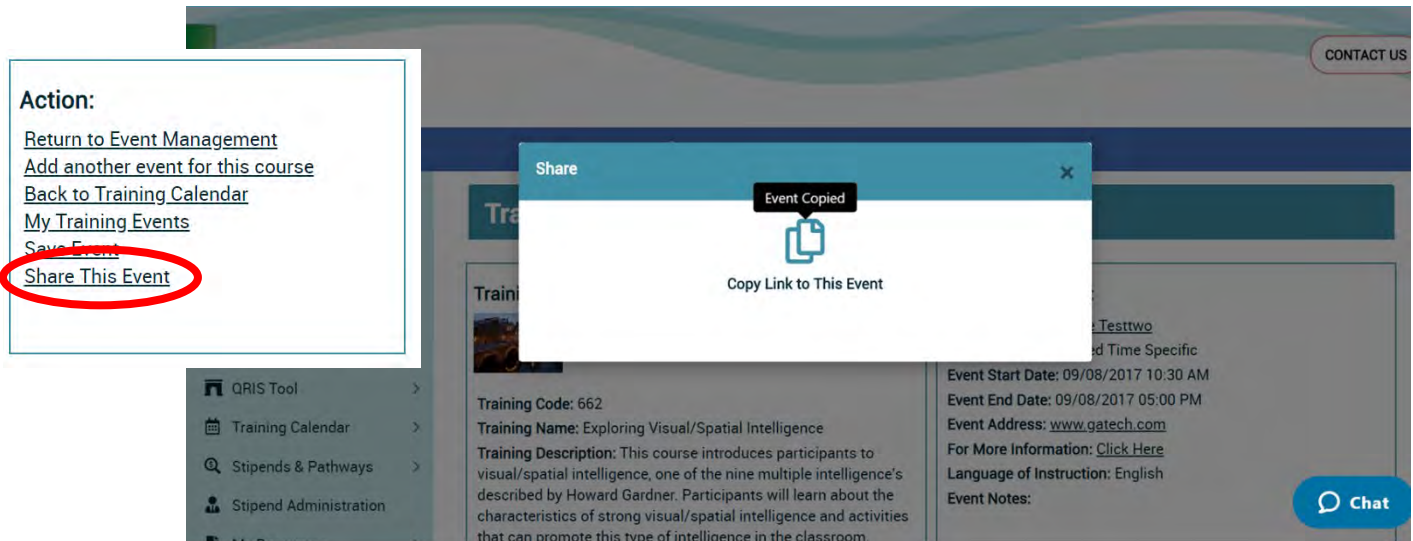 CONTACT US
Action:
Return to Event Management
Add another event for this course
Back to Training Calendar
My Training Events
Save Event
Share This Event
Share
×
Event Copied
Copy Link to This Event
QRIS Tool
Training Calendar
Stipends & Pathways
Stipend Administration
Tra
Traini
Training Code: 662
Training Name: Exploring Visual/Spatial Intelligence
Training Description: This course introduces participants to
visual/spatial intelligence, one of the nine multiple intelligence's
described by Howard Gardner. Participants will learn about the
characteristics of strong visual/spatial intelligence and activities
that can promote this type of intelligence in the classroom.
Testtwo
ed Time Specific
Event Start Date: 09/08/2017 10:30 AM
Event End Date: 09/08/2017 05:00 PM
Event Address: www.gatech.com
For More Information: Click Here
Language of Instruction: English
Event Notes:
Chat